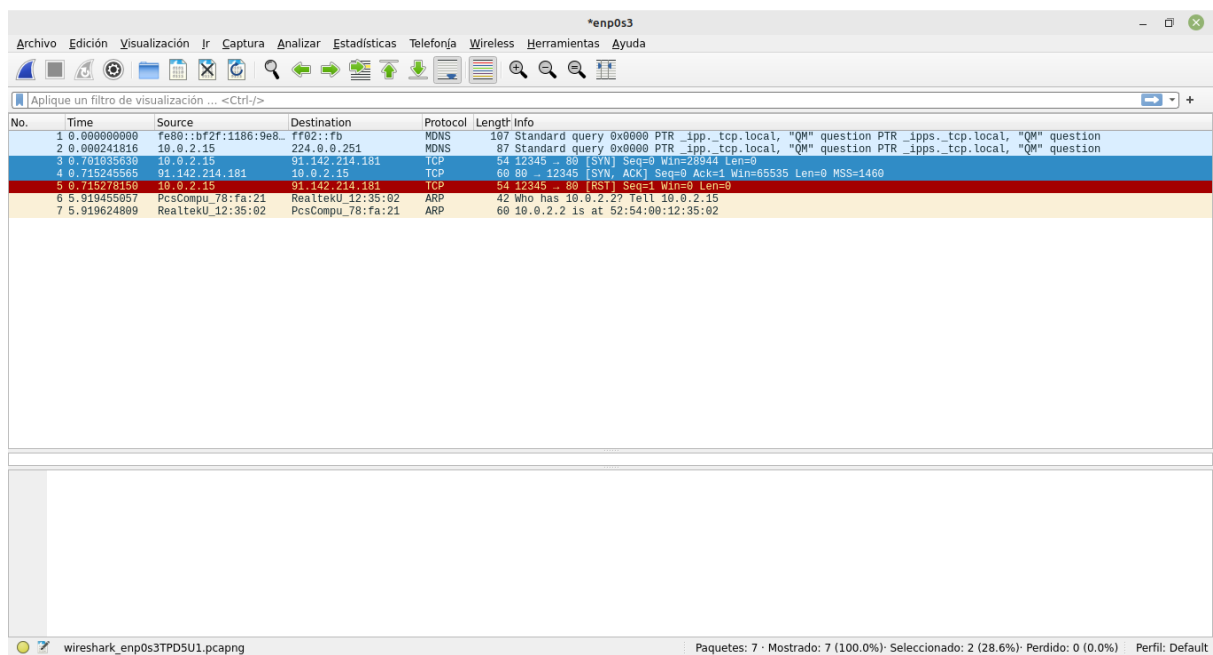 *enp0s3
Archivo Edición Visualización Ir Captura Analizar Estadísticas Telefonía Wireless Herramientas Ayuda
Aplique un filtro de visualización ... <Ctrl-/>
No. Time Source Destination Protocol Length Info
1 0.000000000 fe80::bf2f:1186:9e8… ff02::fb MDNS 107 Standard query 0x0000 PTR _ipp._tcp.local, "QM" question PTR _ipps._tcp.local, "QM" question
2 0.000241816 10.0.2.15 224.0.0.251 MDNS 87 Standard query 0x0000 PTR _ipp._tcp.local, "QM" question PTR _ipps._tcp.local, "QM" question
3 0.701035630 10.0.2.15 91.142.214.181 TCP 54 12345 → 80 [SYN] Seq=0 Win=28944 Len=0
4 0.715245565 91.142.214.181 10.0.2.15 TCP 60 80 → 12345 [SYN, ACK] Seq=0 Ack=1 Win=65535 Len=0 MSS=1460
5 0.715278150 10.0.2.15 91.142.214.181 TCP 54 12345 → 80 [RST] Seq=1 Win=0 Len=0
6 5.919455057 PcsCompu_78:fa:21 RealtekU_12:35:02 ARP 42 Who has 10.0.2.2? Tell 10.0.2.15
7 5.919624809 RealtekU_12:35:02 PcsCompu_78:fa:21 ARP 60 10.0.2.2 is at 52:54:00:12:35:02
wireshark_enp0s3TPD5U1.pcapng Paquetes: 7 · Mostrado: 7 (100.0%)· Seleccionado: 2 (28.6%)· Perdido: 0 (0.0%) Perfil: Default